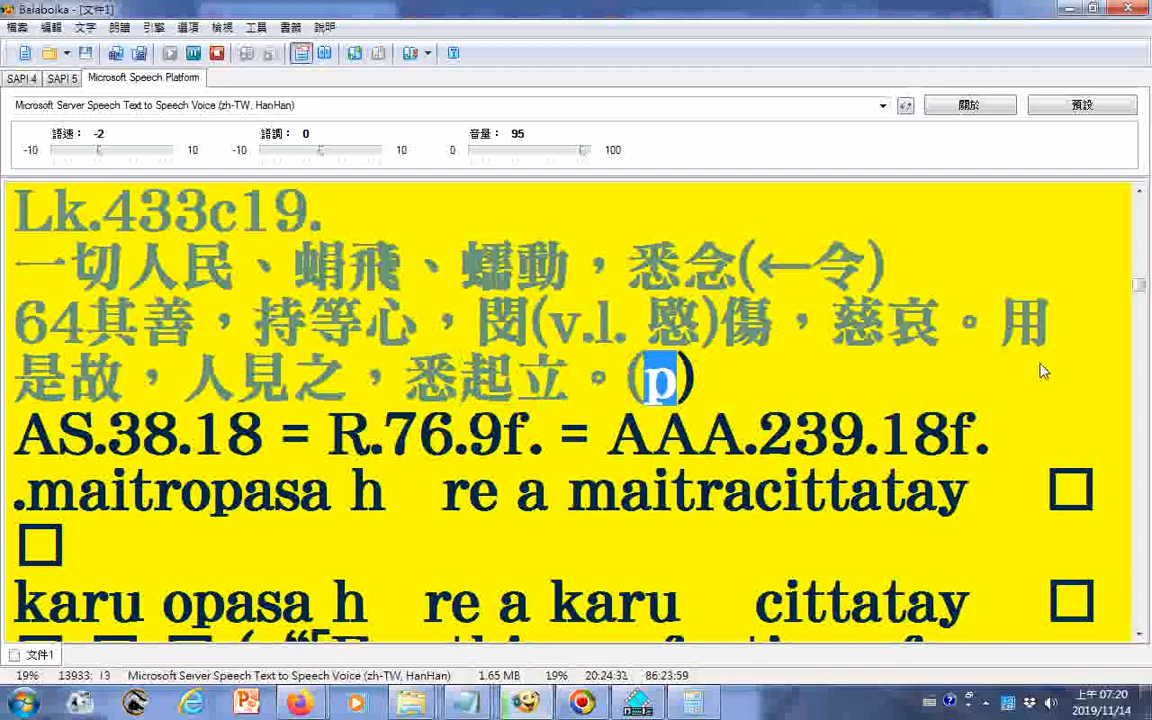 Balabolka - [文件1]
檔案 編輯 文字 朗讀 引擎 選項 檢視 工具 書籤 說明
SAPI 4 SAPI 5 Microsoft Speech Platform
Microsoft Server Speech Text to Speech Voice (zh-TW, HanHan) 關於 預設
語速： -2 語調： 0 音量： 95
-10 10 -10 10 0 100
Lk.433c19.
一切人民、蜎飛、蠕動，悉念(←令)
64其善，持等心，閔(v.l. 愍)傷，慈哀。用
是故，人見之，悉起立。(p)
AS.38.18 = R.76.9f. = AAA.239.18f.
.maitropasa h re a maitracittatay □
□
karu opasa h re a karu cittatay □
文件1
19% 13933: 13 Microsoft Server Speech Text to Speech Voice (zh-TW, HanHan) 1.65 MB 19% 20:24:31 86:23:59
上午 07:20
2019/11/14